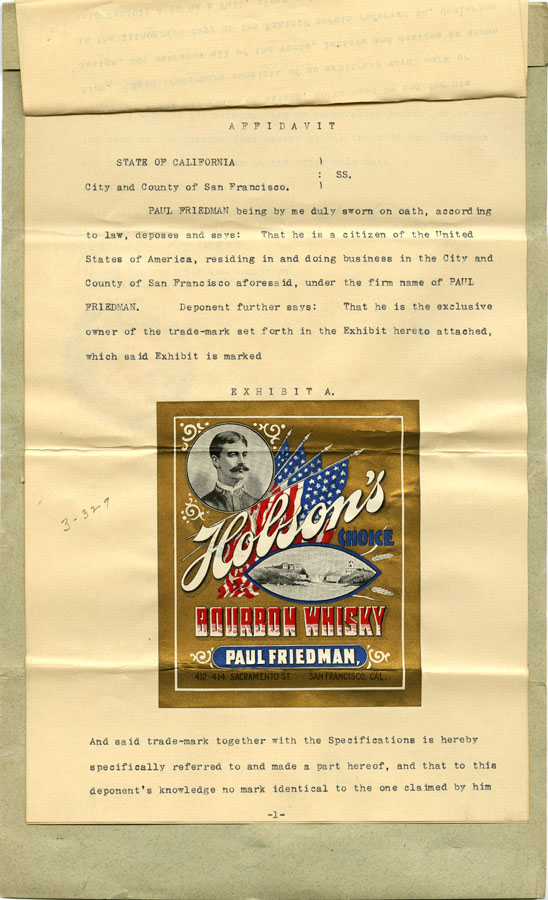 AFFIDAVIT
STATE OF CALIFORNIA )
: SS.
City and County of San Francisco. )
PAUL FRIEDMAN being by me duly sworn on oath, according
to law, deposes and says: That he is a citizen of the United
States of America, residing in and doing business in the City and
County of San Francisco aforesaid, under the firm name of PAUL
FRIEDMAN. Deponent further says: That he is the exclusive
owner of the trade-mark set forth in the Exhibit hereto attached,
which said Exhibit is marked
EXHIBIT A.
Hobson's
CHOICE
BOURBON WHISKY
PAUL FRIEDMAN,
412-414 SACRAMENTO ST. SAN FRANCISCO, CAL.
3-329
And said trade-mark together with the Specifications is hereby
specifically referred to and made a part hereof, and that to this
deponent's knowledge no mark identical to the one claimed by him
-1-